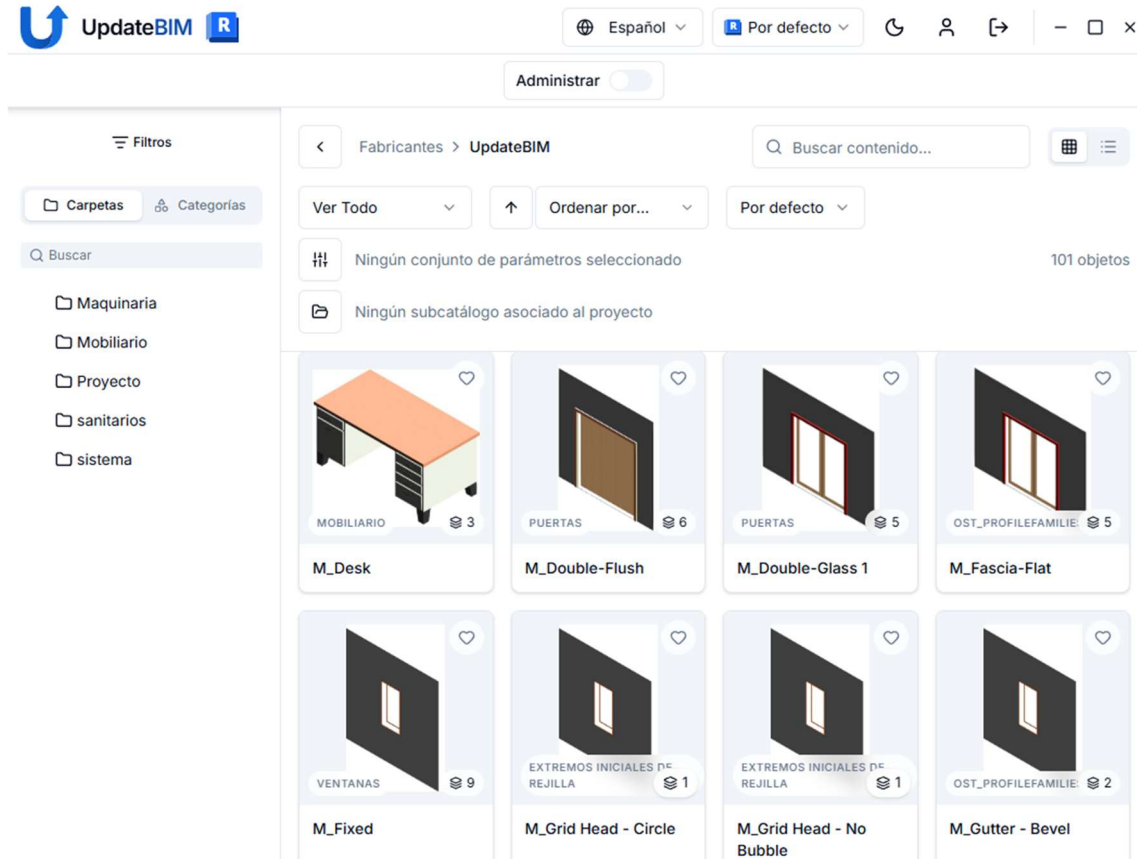 UpdateBIM R
Español
R Por defecto
Administrar
Filtros
Carpetas
Categorías
Buscar
Maquinaria
Mobiliario
Proyecto
sanitarios
sistema
Fabricantes > UpdateBIM
Buscar contenido...
Ver Todo
Ordenar por...
Por defecto
Ningún conjunto de parámetros seleccionado
101 objetos
Ningún subcatálogo asociado al proyecto
MOBILIARIO
3
M_Desk
PUERTAS
6
M_Double-Flush
PUERTAS
5
M_Double-Glass 1
OST_PROFILEFAMILIE
5
M_Fascia-Flat
VENTANAS
9
M_Fixed
EXTREMOS INICIALES DE
REJILLA
1
M_Grid Head - Circle
EXTREMOS INICIALES DE
REJILLA
1
M_Grid Head - No
Bubble
OST_PROFILEFAMILIE
2
M_Gutter - Bevel